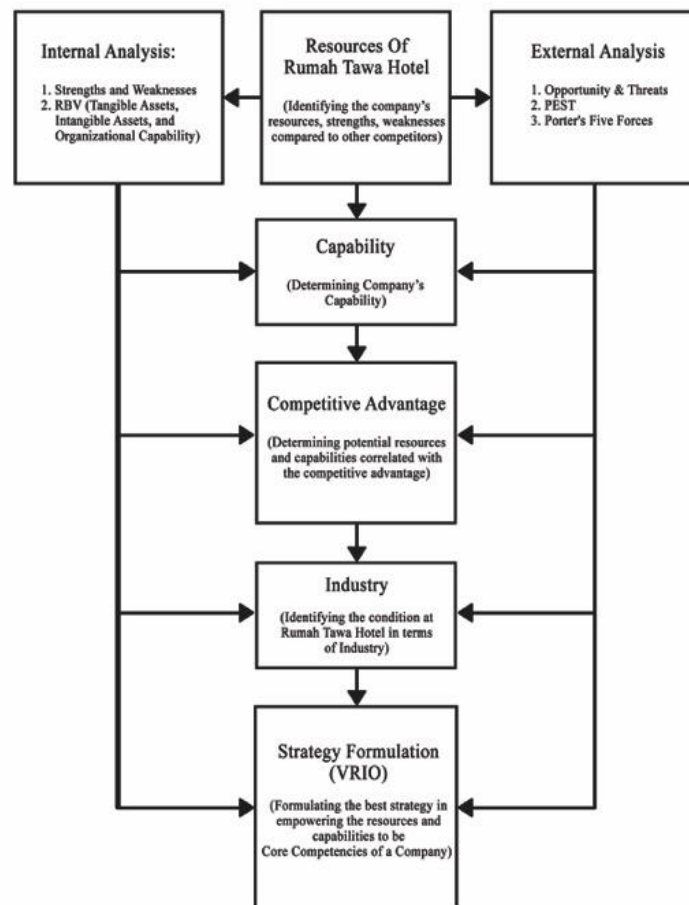 Internal Analysis:
1. Strengths and Weaknesses
2. RBV (Tangible Assets,
Intangible Assets, and
Organizational Capability)
Resources Of
Rumah Tawa Hotel
(Identifying the company's
resources, strengths, weaknesses
compared to other competitors)
External Analysis
1. Opportunity & Threats
2. PEST
3. Porter's Five Forces
Capability
(Determining Company's
Capability)
Competitive Advantage
(Determining potential resources
and capabilities correlated with
the competitive advantage)
Industry
(Identifying the condition at
Rumah Tawa Hotel in terms
of Industry)
Strategy Formulation
(VRIO)
(Formulating the best strategy in
empowering the resources and
capabilities to be
Core Competencies of a Company)